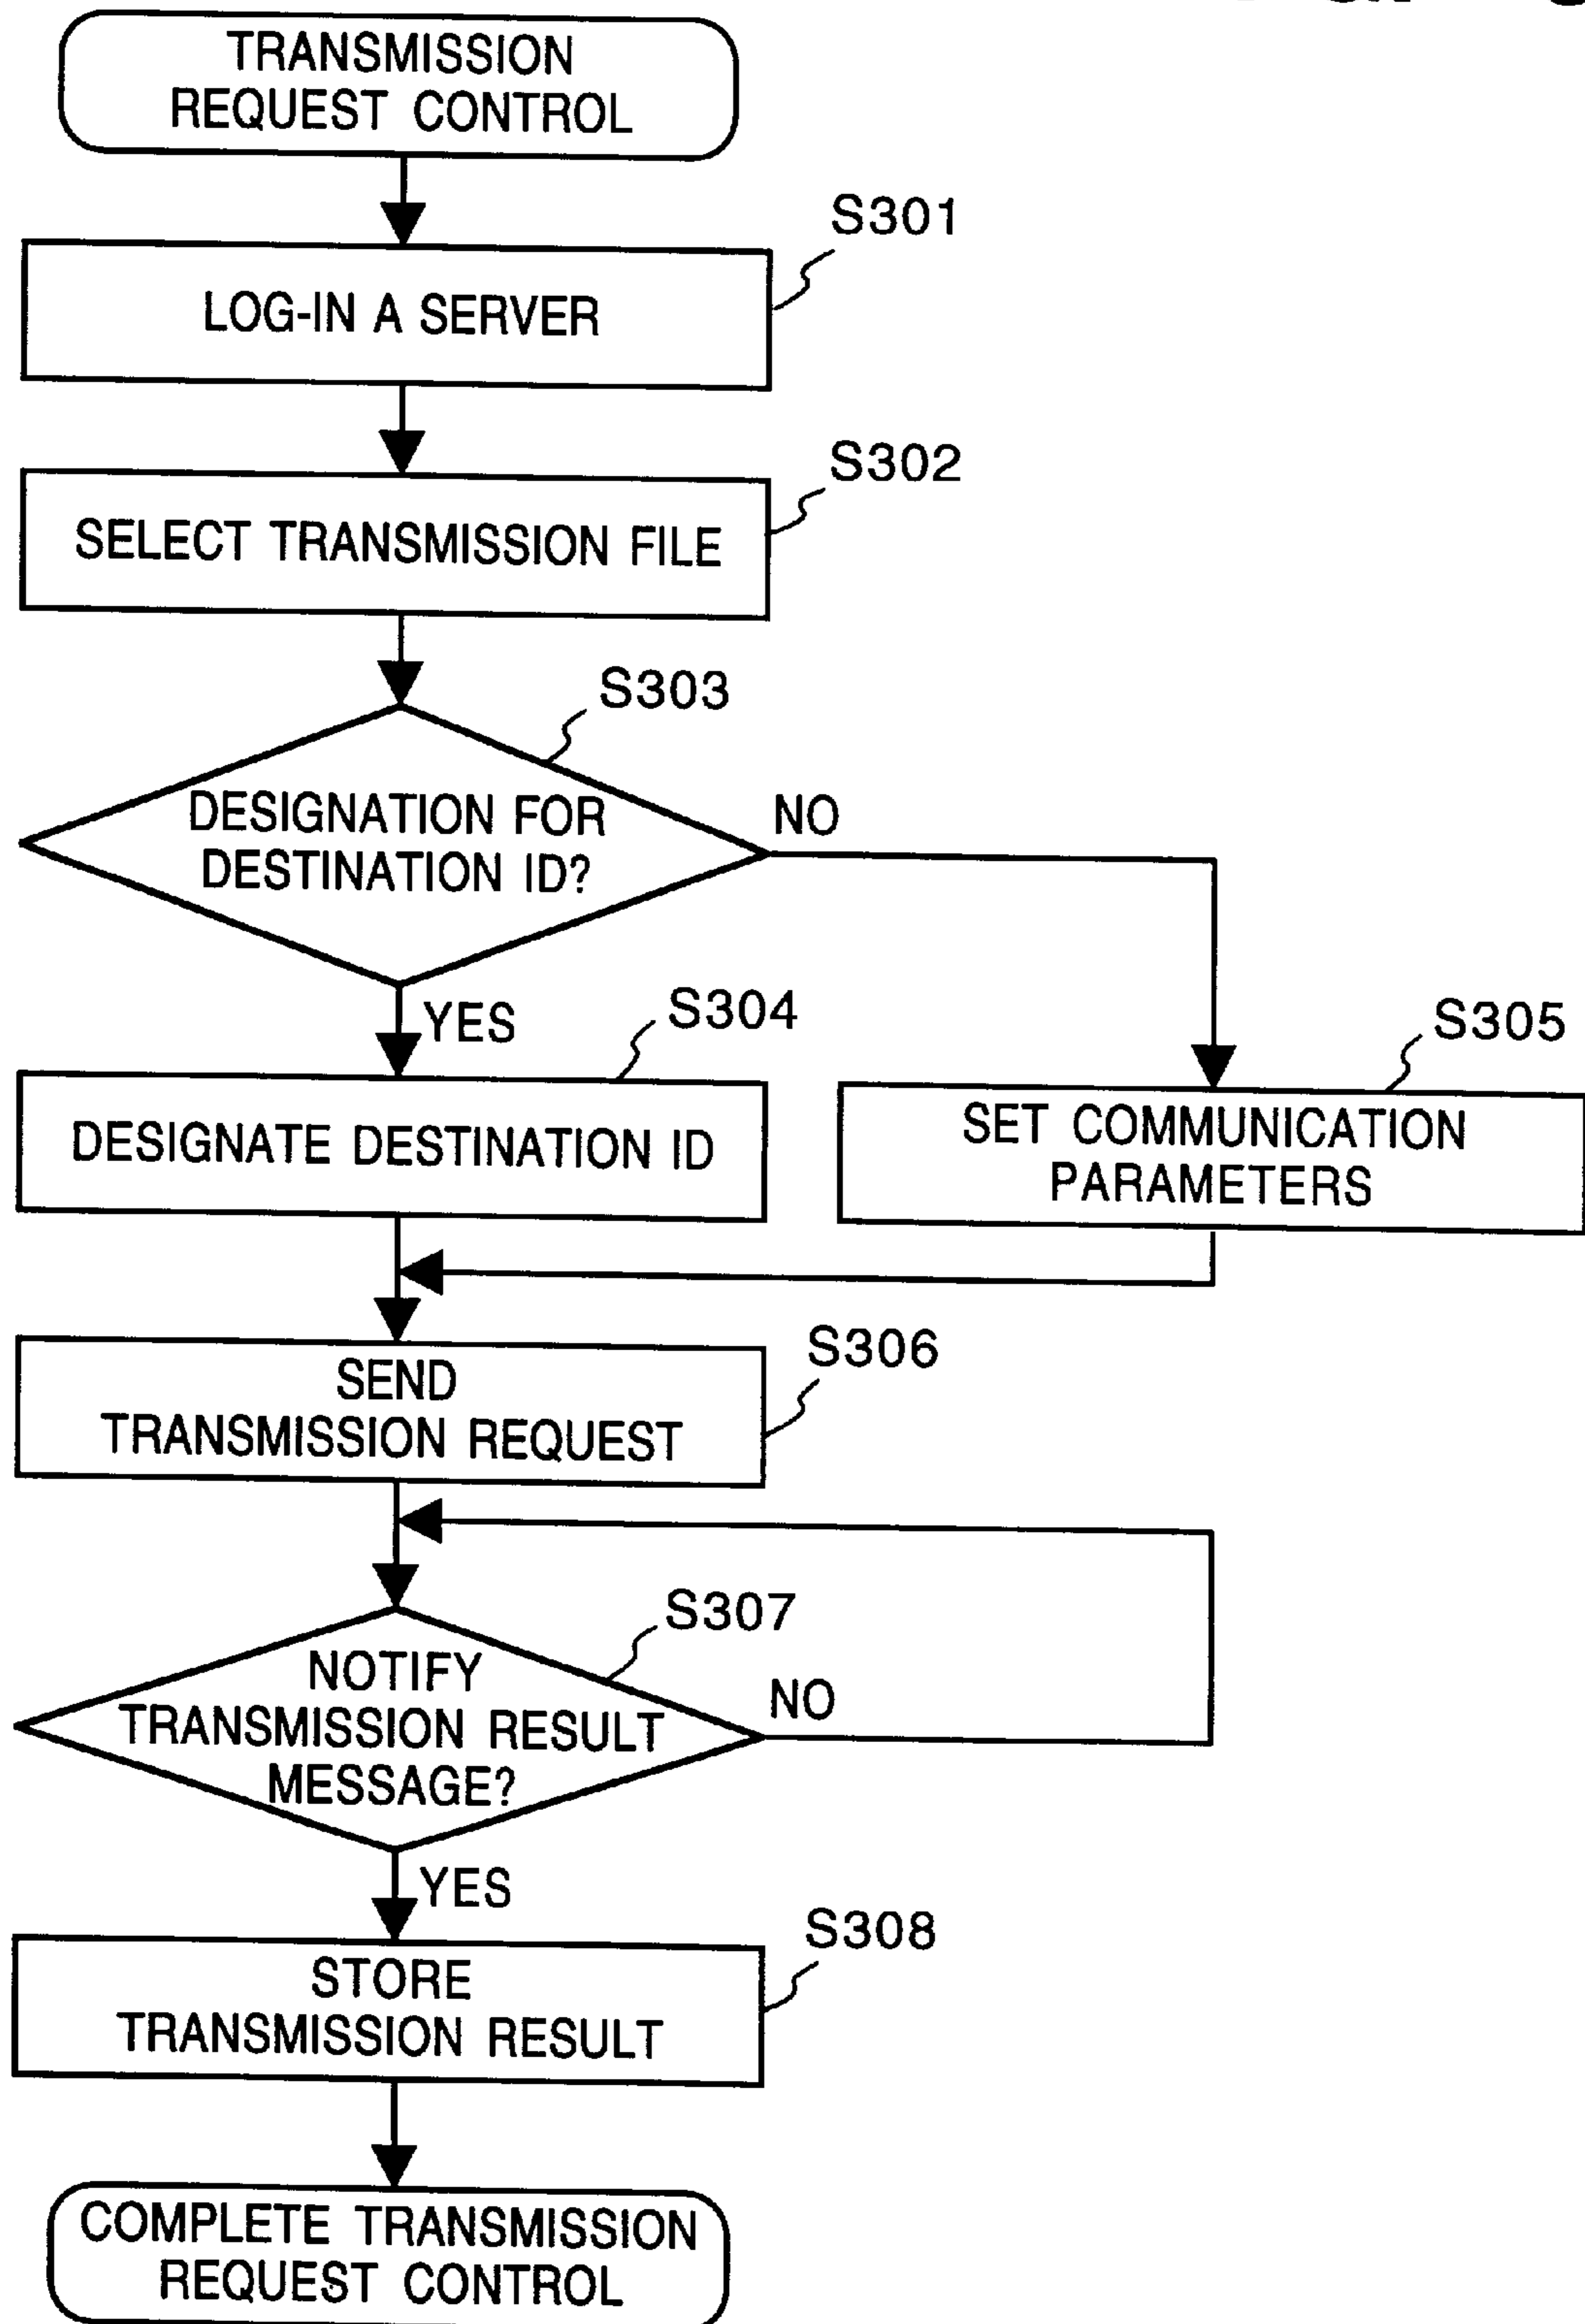 TRANSMISSION
REQUEST CONTROL
S301
LOG-IN A SERVER
S302
SELECT TRANSMISSION FILE
S303
DESIGNATION FOR
DESTINATION ID?
NO
YES
S304
DESIGNATE DESTINATION ID
S305
SET COMMUNICATION
PARAMETERS
S306
SEND
TRANSMISSION REQUEST
S307
NOTIFY
TRANSMISSION RESULT
MESSAGE?
NO
YES
S308
STORE
TRANSMISSION RESULT
COMPLETE TRANSMISSION
REQUEST CONTROL